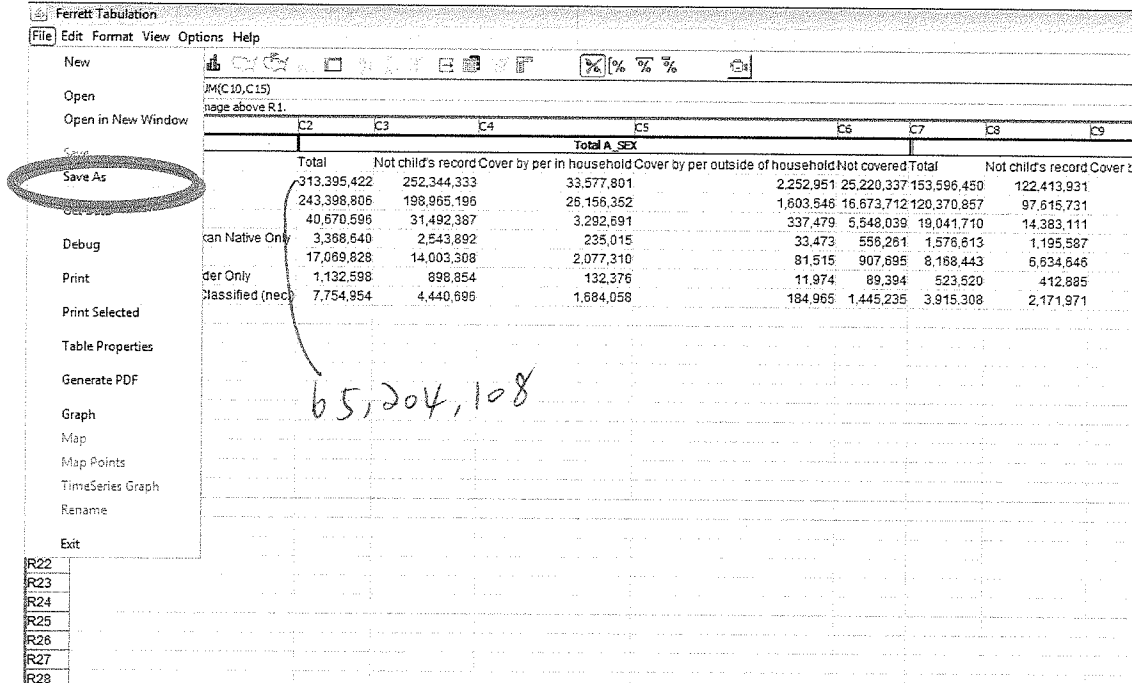 Ferrett Tabulation
File Edit Format View Options Help
New
Open
Open in New Window
Save
Save As
Debug
Print
Print Selected
Table Properties
Generate PDF
Graph
Map
Map Points
TimeSeries Graph
Rename
Exit
UM(C10,C15)
mage above R1.
C2 C3 C4 C5 C6 C7 C8 C9
Total A_SEX
Total Not child's record Cover by per in household Cover by per outside of household Not covered Total Not child's record Cover b
313,395,422 252,344,333 33,577,801 2,252,951 25,220,337 153,596,450 122,413,931
243,398,806 198,965,196 26,156,352 1,603,546 16,673,712 120,370,857 97,615,731
40,670,596 31,492,387 3,292,691 337,479 5,548,039 19,041,710 14,383,111
kan Native Only 3,368,640 2,543,892 235,015 33,473 556,261 1,576,613 1,195,587
17,069,828 14,003,308 2,077,310 81,515 907,695 8,168,443 6,634,646
der Only 1,132,598 898,854 132,376 11,974 89,394 523,520 412,885
Classified (nec) 7,754,954 4,440,696 1,684,058 184,965 1,445,235 3,915,308 2,171,971
65,204,108
R22
R23
R24
R25
R26
R27
R28